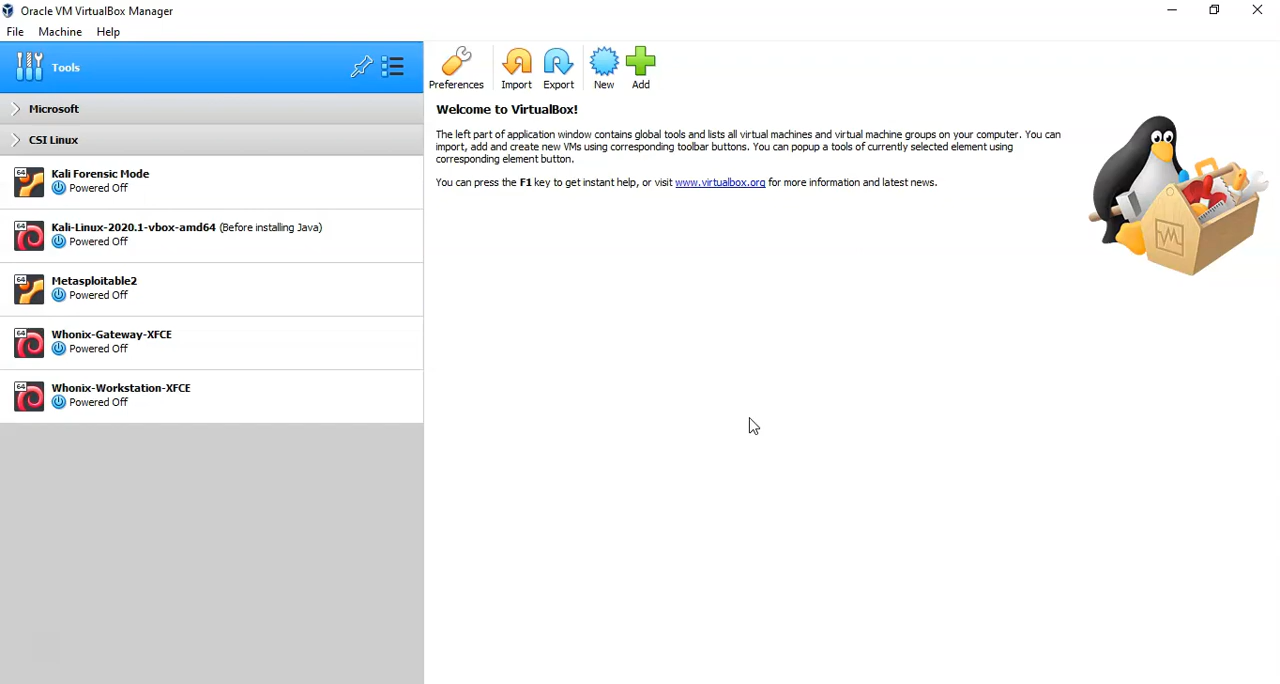 Oracle VM VirtualBox Manager
File Machine Help
Tools
Microsoft
CSI Linux
64 Kali Forensic Mode
Powered Off
64 Kali-Linux-2020.1-vbox-amd64 (Before installing Java)
Powered Off
64 Metasploitable2
Powered Off
64 Whonix-Gateway-XFCE
Powered Off
64 Whonix-Workstation-XFCE
Powered Off
Preferences Import Export New Add
Welcome to VirtualBox!
The left part of application window contains global tools and lists all virtual machines and virtual machine groups on your computer. You can
import, add and create new VMs using corresponding toolbar buttons. You can popup a tools of currently selected element using
corresponding element button.
You can press the F1 key to get instant help, or visit www.virtualbox.org for more information and latest news.